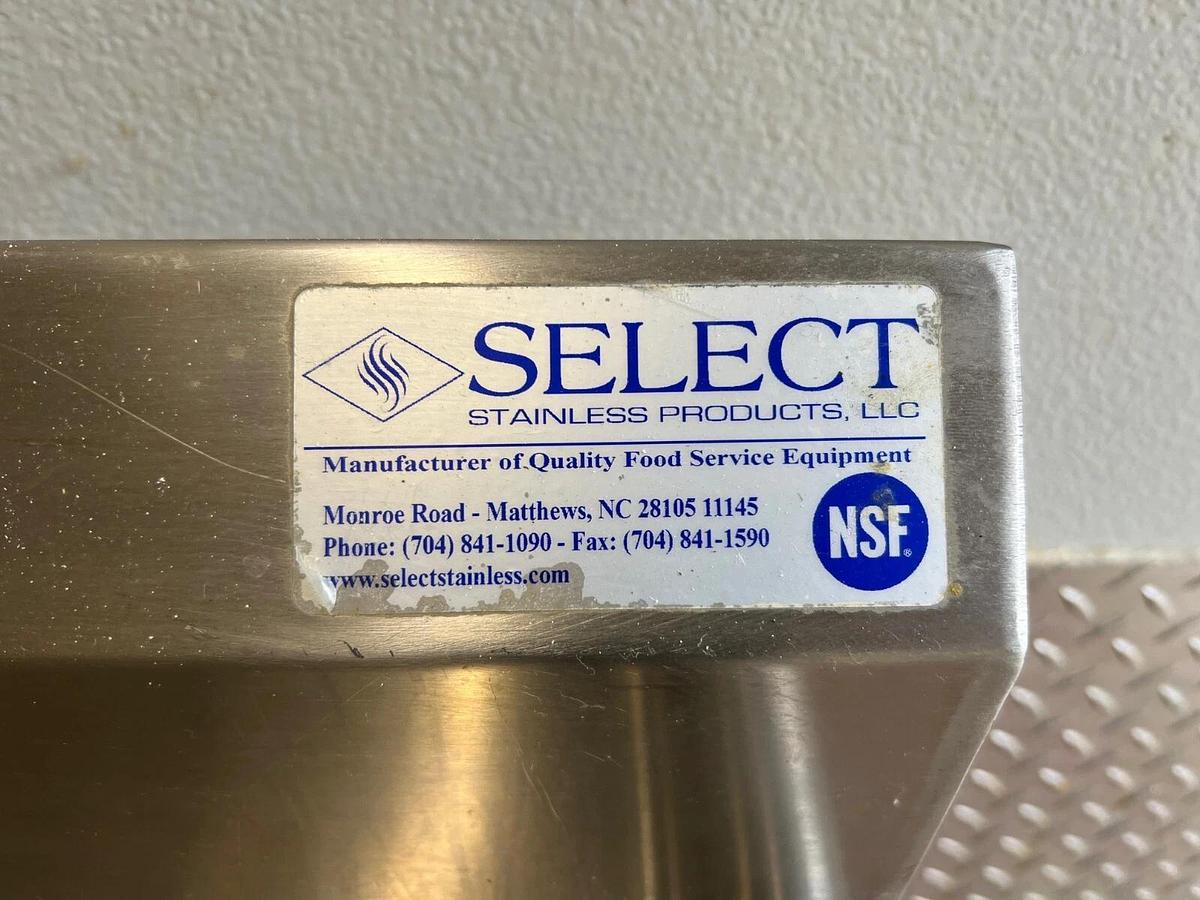 SELECT
STAINLESS PRODUCTS, LLC
Manufacturer of Quality Food Service Equipment
Monroe Road - Matthews, NC 28105 11145
Phone: (704) 841-1090 - Fax: (704) 841-1590
www.selectstainless.com
NSF®